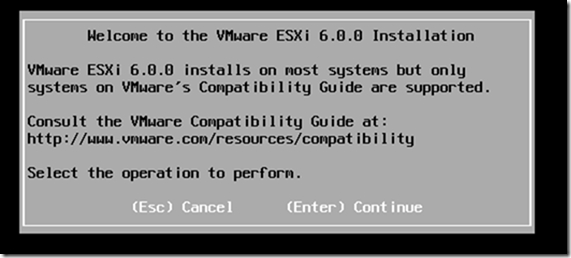 Welcome to the VMware ESXi 6.0.0 Installation
VMware ESXi 6.0.0 installs on most systems but only
systems on VMware's Compatibility Guide are supported.
Consult the VMware Compatibility Guide at:
http://www.vmware.com/resources/compatibility
Select the operation to perform.
(Esc) Cancel (Enter) Continue